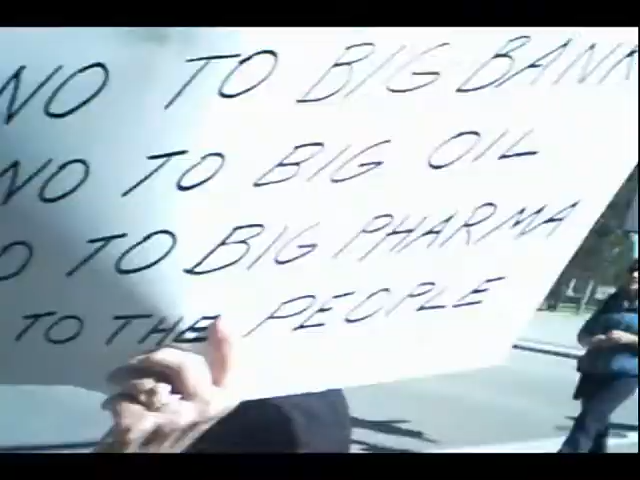 NO TO BIG BANK
NO TO BIG OIL
O TO BIG PHARMA
TO THE PEOPLE